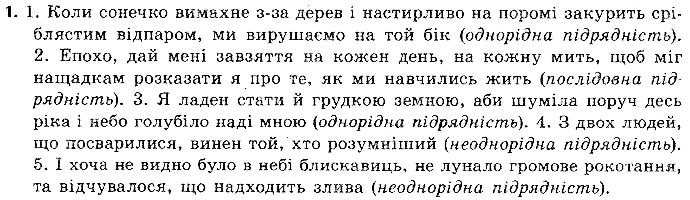 1. 1. Коли сонечко вимахне з-за дерев і настирливо на поромі закурить срі-
блястим відпаром, ми вирушаємо на той бік (однорідна підрядність).
2. Епохо, дай мені завзяття на кожен день, на кожну мить, щоб міг
нащадкам розказати я про те, як ми навчились жить (послідовна під-
рядність). 3. Я ладен стати й грудкою земною, аби шуміла поруч десь
ріка і небо голубіло наді мною (однорідна підрядність). 4. З двох людей,
що посварилися, винен той, хто розумніший (неоднорідна підрядність).
5. І хоча не видно було в небі блискавиць, не лунало громове рокотання,
та відчувалося, що надходить злива (неоднорідна підрядність).